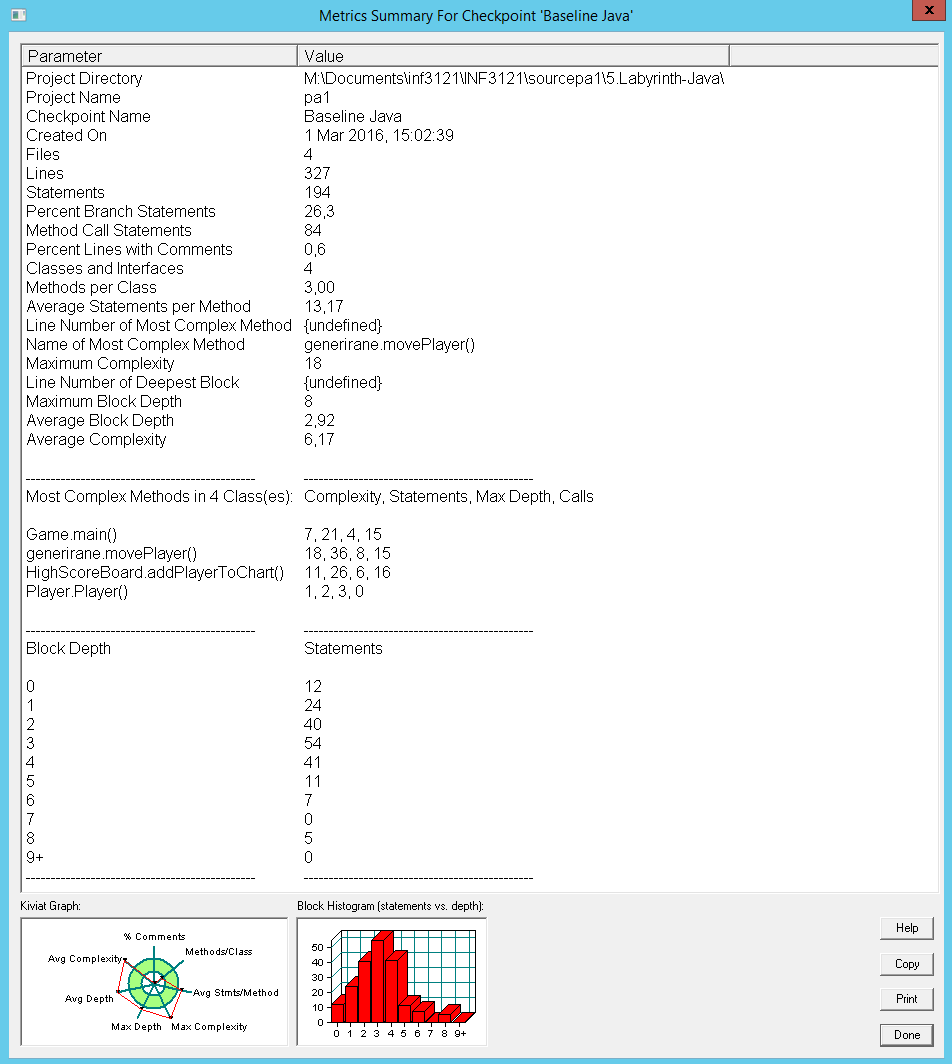 Metrics Summary For Checkpoint 'Baseline Java'
x
Parameter Value
Project Directory M:\Documents\inf3121\INF3121\sourcepa1\5.Labyrinth-Java\
Project Name pa1
Checkpoint Name Baseline Java
Created On 1 Mar 2016, 15:02:39
Files 4
Lines 327
Statements 194
Percent Branch Statements 26,3
Method Call Statements 84
Percent Lines with Comments 0,6
Classes and Interfaces 4
Methods per Class 3,00
Average Statements per Method 13,17
Line Number of Most Complex Method {undefined}
Name of Most Complex Method generirane.movePlayer()
Maximum Complexity 18
Line Number of Deepest Block {undefined}
Maximum Block Depth 8
Average Block Depth 2,92
Average Complexity 6,17
---------------------------------------------- ----------------------------------------------
Most Complex Methods in 4 Class(es): Complexity, Statements, Max Depth, Calls
Game.main() 7, 21, 4, 15
generirane.movePlayer() 18, 36, 8, 15
HighScoreBoard.addPlayerToChart() 11, 26, 6, 16
Player.Player() 1, 2, 3, 0
---------------------------------------------- ----------------------------------------------
Block Depth Statements
0 12
1 24
2 40
3 54
4 41
5 11
6 7
7 0
8 5
9+ 0
---------------------------------------------- ----------------------------------------------
Kiviat Graph:
% Comments
Methods/Class
Avg Complexity
Avg Stmts/Method
Avg Depth
Max Depth
Max Complexity
Block Histogram (statements vs. depth):
50
40
30
20
10
0
0 1 2 3 4 5 6 7 8 9+
Help
Copy
Print
Done